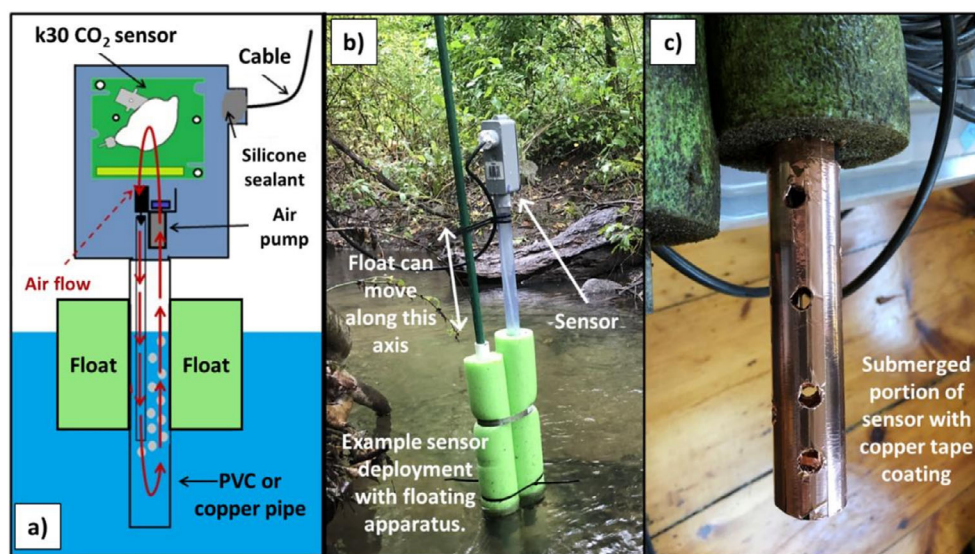 k30 CO₂ sensor
Cable
Silicone
sealant
Air
pump
Air flow
Float
Float
PVC or
copper pipe
a)
b)
Float can
move
along this
axis
-Sensor
Example sensor
deployment
with floating
apparatus.
c)
Submerged
portion of
sensor with
copper tape
coating